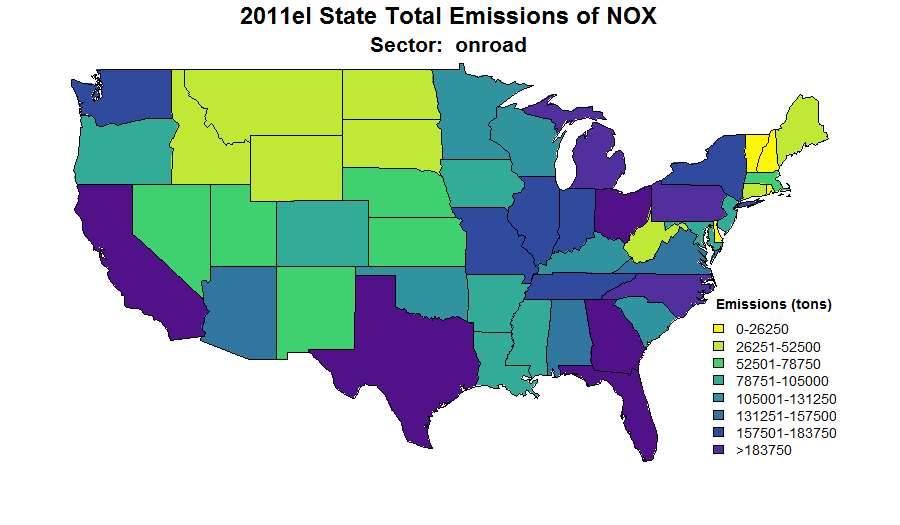 2011el State Total Emissions of NOX
Sector: onroad
Emissions (tons)
0-26250
26251-52500
52501-78750
78751-105000
105001-131250
131251-157500
157501-183750
>183750